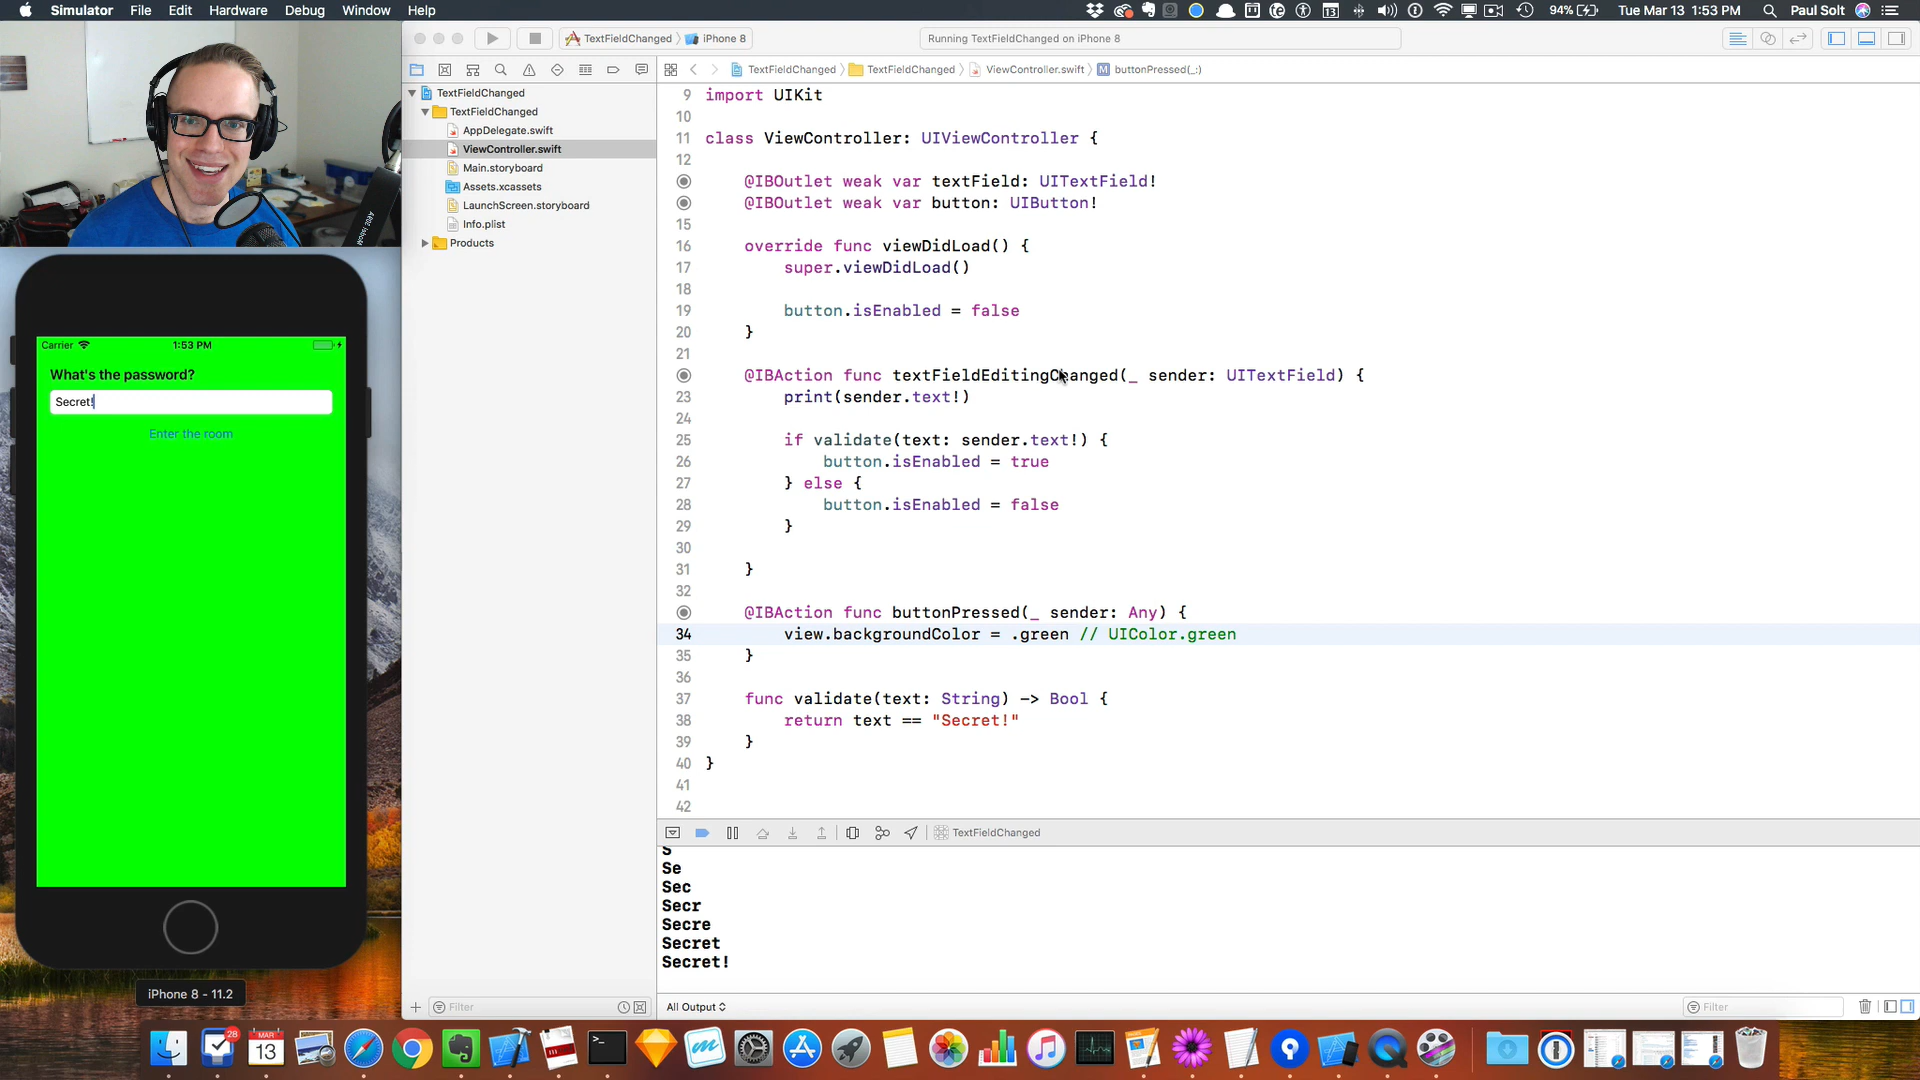 Simulator File Edit Hardware Debug Window Help
94% Tue Mar 13 1:53 PM Paul Solt
TextFieldChanged iPhone 8
Running TextFieldChanged on iPhone 8
TextFieldChanged TextFieldChanged ViewController.swift M buttonPressed(_:)
TextFieldChanged
TextFieldChanged
AppDelegate.swift
ViewController.swift
Main.storyboard
Assets.xcassets
LaunchScreen.storyboard
Info.plist
Products
Carrier 1:53 PM
What's the password?
Secret!
Enter the room
iPhone 8 - 11.2
9 import UIKit
10
11 class ViewController: UIViewController {
12
@IBOutlet weak var textField: UITextField!
@IBOutlet weak var button: UIButton!
15
16 override func viewDidLoad() {
17 super.viewDidLoad()
18
19 button.isEnabled = false
20 }
21
@IBAction func textFieldEditingChanged(_ sender: UITextField) {
23 print(sender.text!)
24
25 if validate(text: sender.text!) {
26 button.isEnabled = true
27 } else {
28 button.isEnabled = false
29 }
30
31 }
32
@IBAction func buttonPressed(_ sender: Any) {
34 view.backgroundColor = .green // UIColor.green
35 }
36
37 func validate(text: String) -> Bool {
38 return text == "Secret!"
39 }
40 }
41
42
TextFieldChanged
S
Se
Sec
Secr
Secre
Secret
Secret!
Filter
All Output
Filter
28
MAR
13